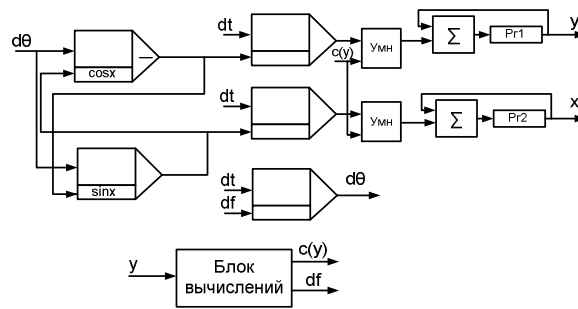 dθ
cosx
—
dt
c(y)
Умн
Σ
Pr1
y
dt
Умн
Σ
Pr2
x
sinx
dt
df
dθ
y
Блок
вычислений
c(y)
df